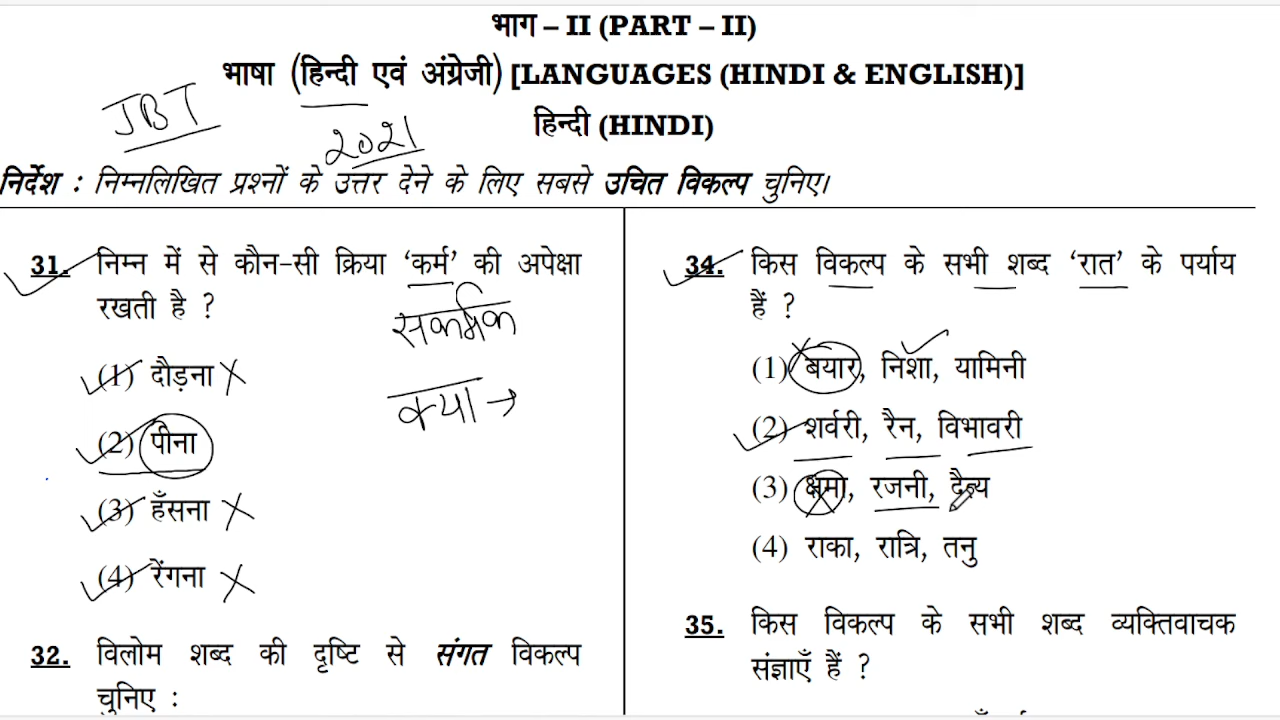 भाग – II (PART – II)
भाषा (हिन्दी एवं अंग्रेजी) [LANGUAGES (HINDI & ENGLISH)]
JBT
हिन्दी (HINDI)
2021
निर्देश : निम्नलिखित प्रश्नों के उत्तर देने के लिए सबसे उचित विकल्प चुनिए।
31. निम्न में से कौन-सी क्रिया ‘कर्म’ की अपेक्षा
रखती है ?
सकर्मक
(1) दौड़ना
क्या →
(2) पीना
(3) हँसना
(4) रेंगना
32. विलोम शब्द की दृष्टि से संगत विकल्प
चुनिए :
34. किस विकल्प के सभी शब्द ‘रात’ के पर्याय
हैं ?
(1) बयार, निशा, यामिनी
(2) शर्वरी, रैन, विभावरी
(3) क्षमा, रजनी, दैत्य
(4) राका, रात्रि, तनु
35. किस विकल्प के सभी शब्द व्यक्तिवाचक
संज्ञाएँ हैं ?